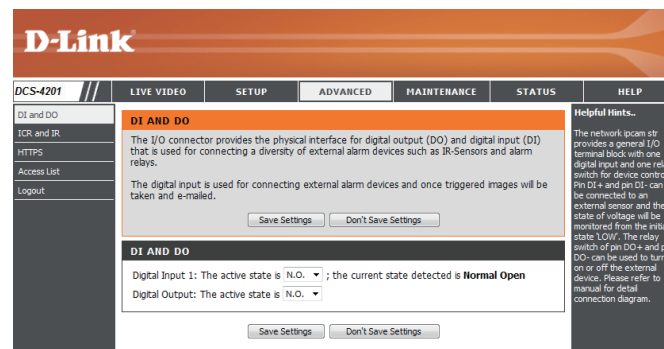 D-Link
DCS-4201 // LIVE VIDEO SETUP ADVANCED MAINTENANCE STATUS HELP
DI and DO
ICR and IR
HTTPS
Access List
Logout
DI AND DO
The I/O connector provides the physical interface for digital output (DO) and digital input (DI)
that is used for connecting a diversity of external alarm devices such as IR-Sensors and alarm
relays.
The digital input is used for connecting external alarm devices and once triggered images will be
taken and e-mailed.
Save Settings Don't Save Settings
DI AND DO
Digital Input 1: The active state is N.O. ; the current state detected is Normal Open
Digital Output: The active state is N.O.
Save Settings Don't Save Settings
Helpful Hints..
The network ipcam
provides a general I/O
terminal block with one
digital input and one
switch for device
Pin DI+ and pin DI- can
be connected to an
external sensor and the
state of voltage will be
monitored from the
state 'LOW'. The relay
switch of pin DO+ and
DO- can be used to turn
on or off the external
device. Please refer to
manual for detail
connection diagram.